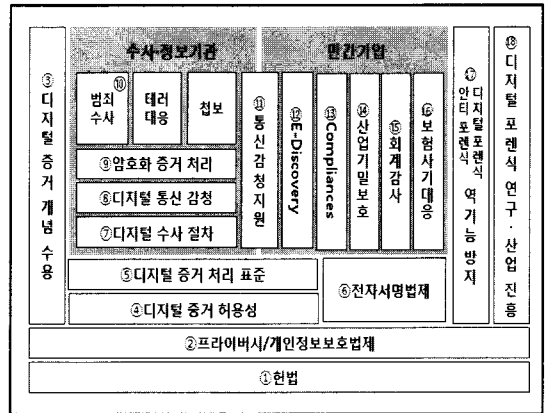 수사·정보기관
민간기업
③디지털 증거 개념 수용
⑩
범죄
수사
테러
대응
첩보
⑪통신감청지원
⑫E-Discovery
⑬Compliances
⑭산업기밀보호
⑮회계감사
⑯보험사기대응
⑰디지털포렌식
안티포렌식
역기능방지
⑱디지털 포렌식 연구·산업 진흥
⑨암호화 증거 처리
⑧디지털 통신 감청
⑦디지털 수사 절차
⑤디지털 증거 처리 표준
⑥전자서명법제
④디지털 증거 허용성
②프라이버시/개인정보보호법제
①헌법